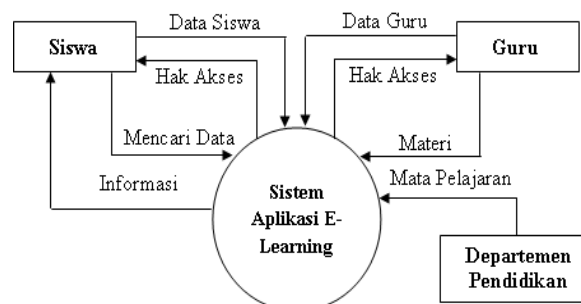 Data Siswa
Data Guru
Siswa
Guru
Hak Akses
Hak Akses
Mencari Data
Materi
Informasi
Mata Pelajaran
Sistem
Aplikasi E-
Learning
Departemen
Pendidikan